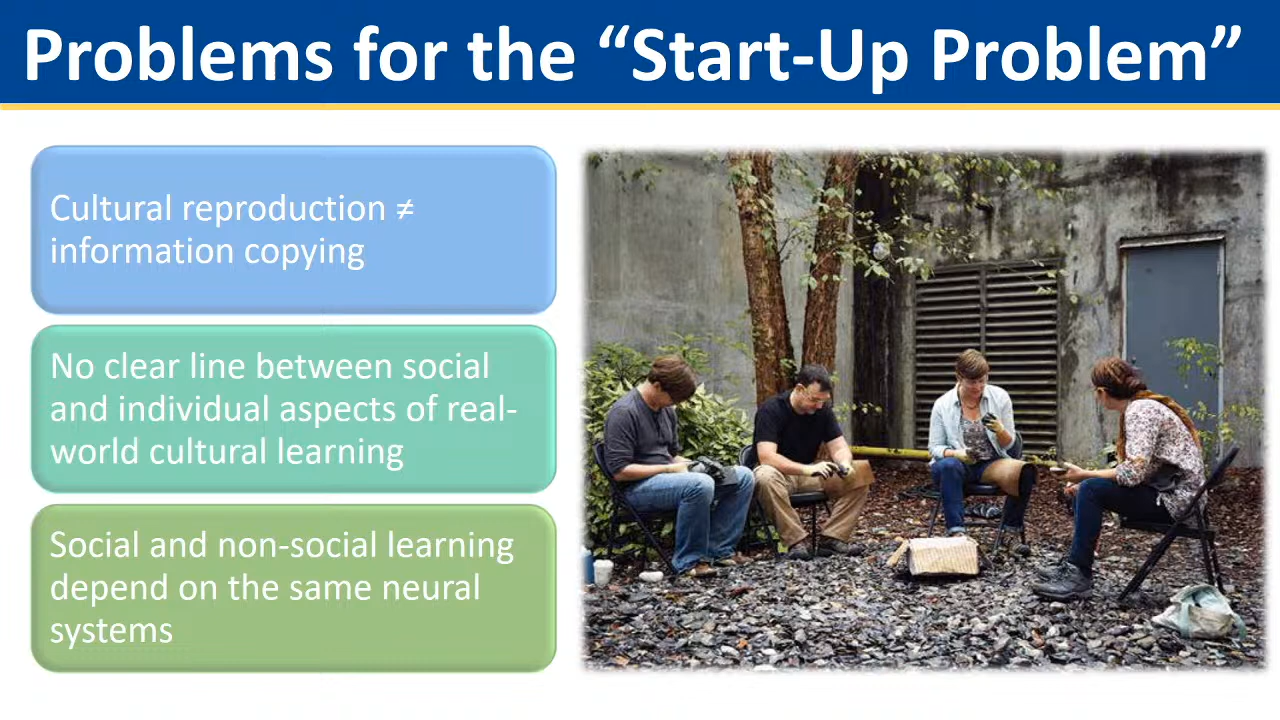 Problems for the “Start-Up Problem”
Cultural reproduction ≠
information copying
No clear line between social
and individual aspects of real-
world cultural learning
Social and non-social learning
depend on the same neural
systems